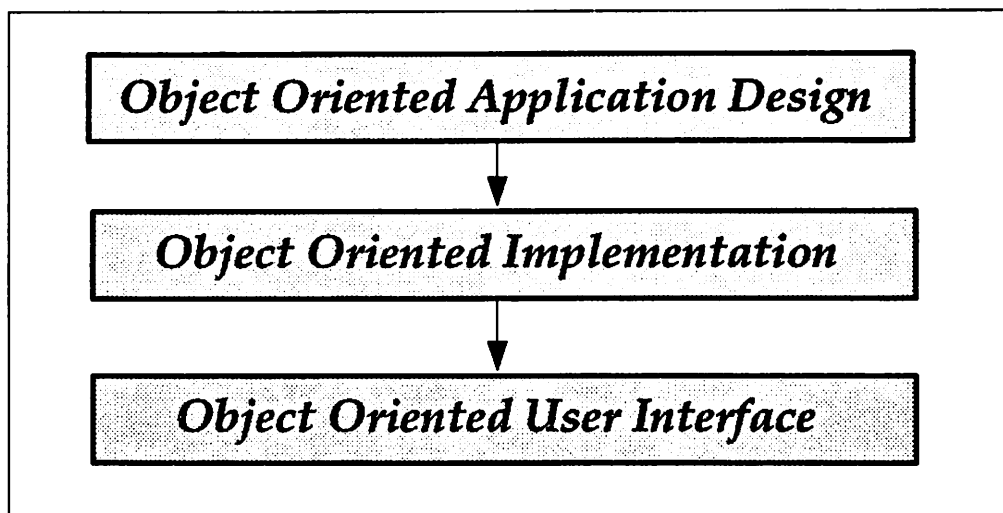 Object Oriented Application Design
Object Oriented Implementation
Object Oriented User Interface